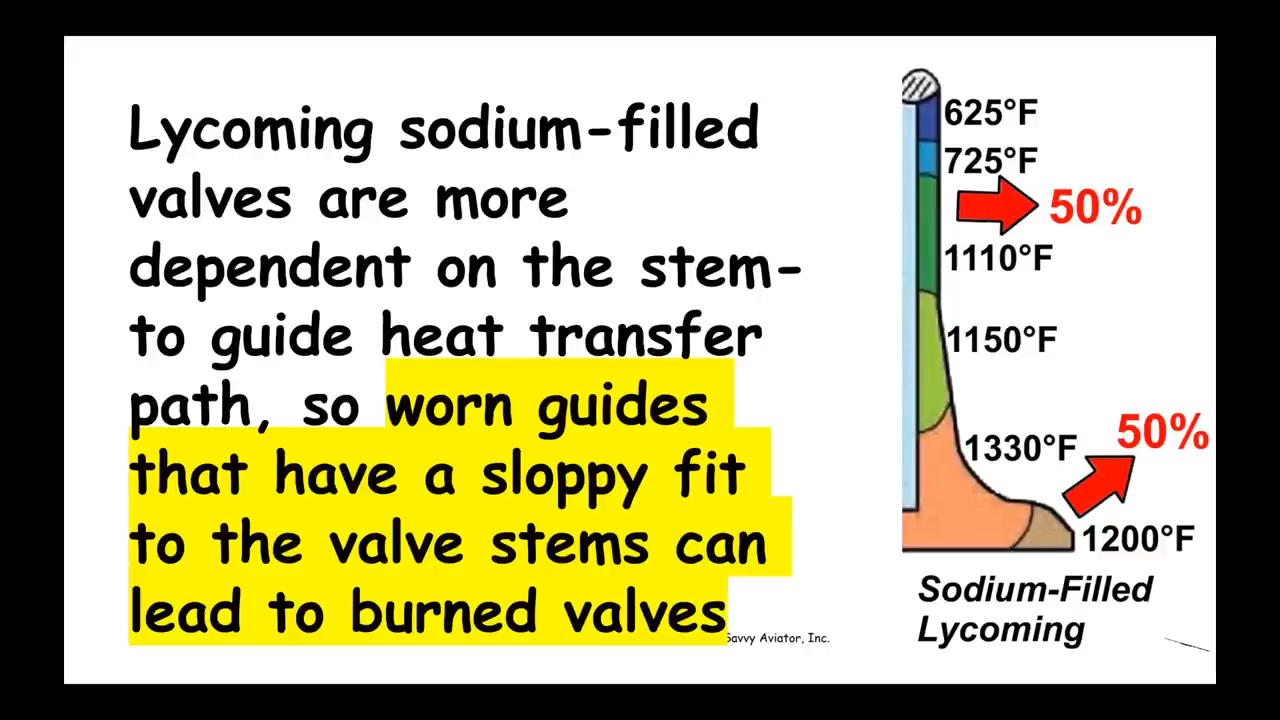 Lycoming sodium-filled
valves are more
dependent on the stem-
to guide heat transfer
path, so worn guides
that have a sloppy fit
to the valve stems can
lead to burned valves
Savvy Aviator, Inc.
625°F
725°F
50%
1110°F
1150°F
50%
1330°F
1200°F
Sodium-Filled
Lycoming